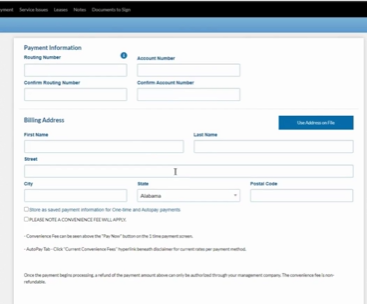 Service Issues Leases Notes Documents to Sign
Payment Information
Routing Number
Account Number
Confirm Routing Number
Confirm Account Number
Billing Address
Use Address on File
First Name
Last Name
Street
City
State
Postal Code
Alabama
Store as saved payment information for One-time and Autopay payments
PLEASE NOTE A CONVENIENCE FEE WILL APPLY
- Convenience Fee can be seen above the "Pay Now" button on the
- AutoPay Tab - Click "Current Convenience Fees" hyperlink beneath disclaimer for current rates per payment method.
Once the payment begins processing, a refund of the payment amount above can only be authorized through your management company. The convenience fee is non-
refundable.